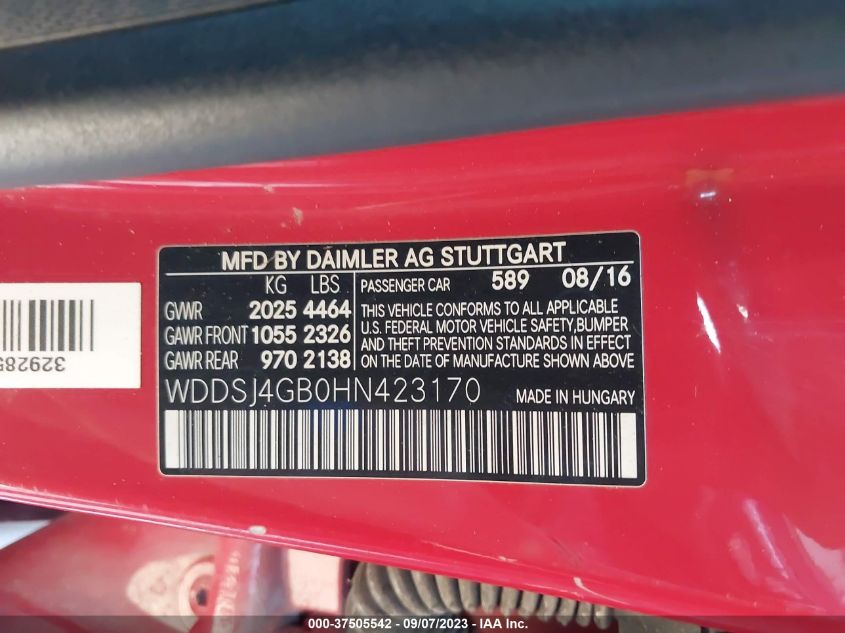 MFD BY DAIMLER AG STUTTGART
KG LBS
PASSENGER CAR 589 08/16
GVWR 2025 4464
GAWR FRONT 1055 2326
GAWR REAR 970 2138
THIS VEHICLE CONFORMS TO ALL APPLICABLE
U.S. FEDERAL MOTOR VEHICLE SAFETY,BUMPER
AND THEFT PREVENTION STANDARDS IN EFFECT
ON THE DATE OF MANUFACTURE SHOWN ABOVE
WDDSJ4GB0HN423170
MADE IN HUNGARY
000-37505542 - 09/07/2023 - IAA Inc.